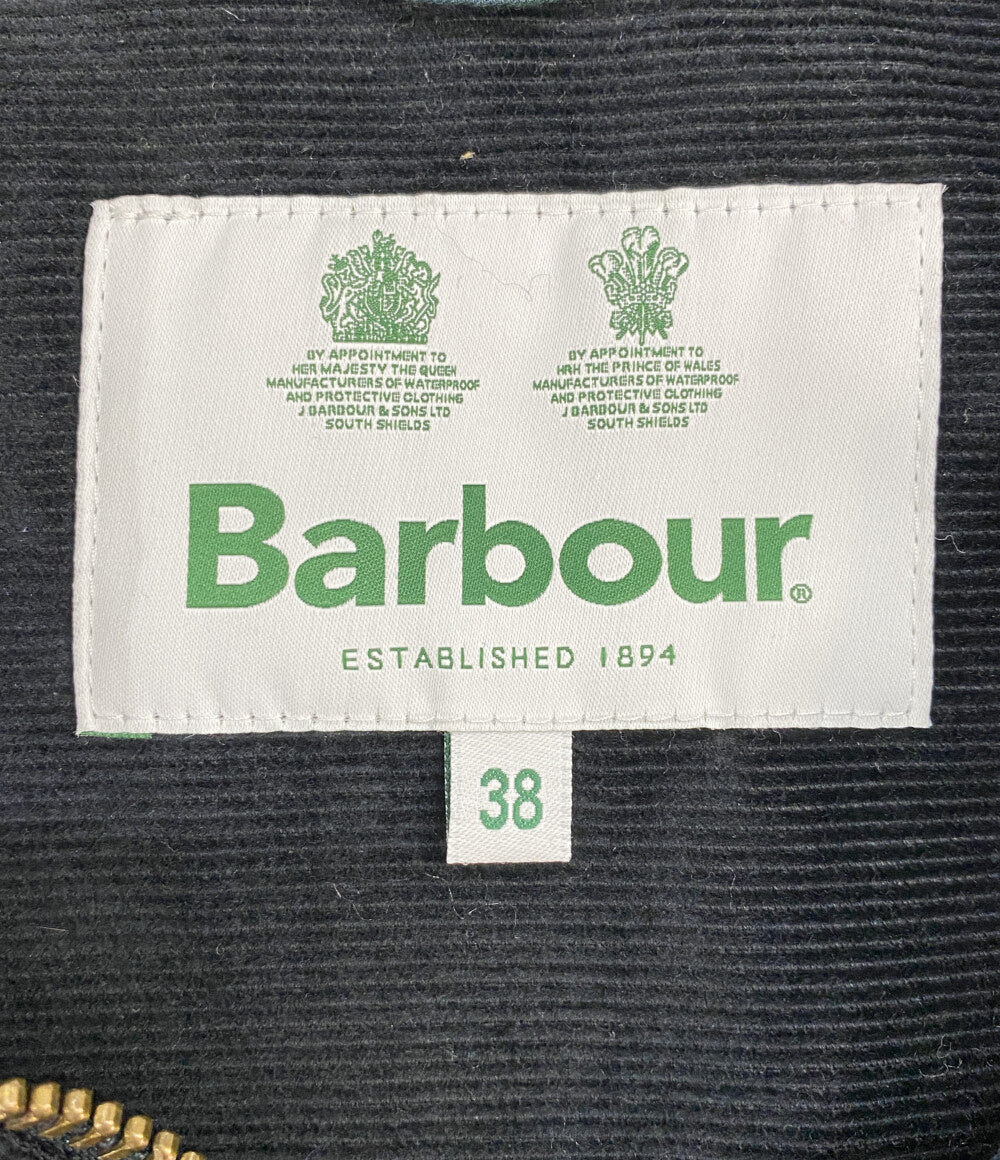 BY APPOINTMENT TO
HER MAJESTY THE QUEEN
MANUFACTURERS OF WATERPROOF
AND PROTECTIVE CLOTHING
J BARBOUR & SONS LTD
SOUTH SHIELDS
BY APPOINTMENT TO
HRH THE PRINCE OF WALES
MANUFACTURERS OF WATERPROOF
AND PROTECTIVE CLOTHING
J BARBOUR & SONS LTD
SOUTH SHIELDS
Barbour®
ESTABLISHED 1894
38